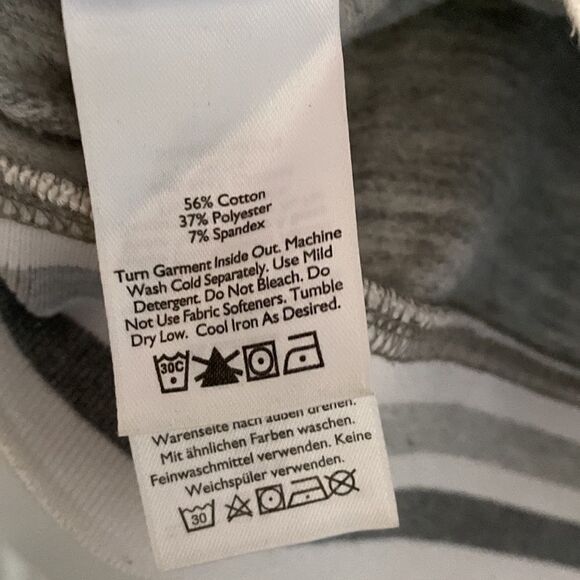 56% Cotton
37% Polyester
7% Spandex
Turn Garment Inside Out. Machine
Wash Cold Separately. Use Mild
Detergent. Do Not Bleach. Do
Not Use Fabric Softeners. Tumble
Dry Low. Cool Iron As Desired.
30C
Warenseite nach außen drehen.
Mit ähnlichen Farben waschen.
Feinwaschmittel verwenden. Keine
Weichspüler verwenden.
30